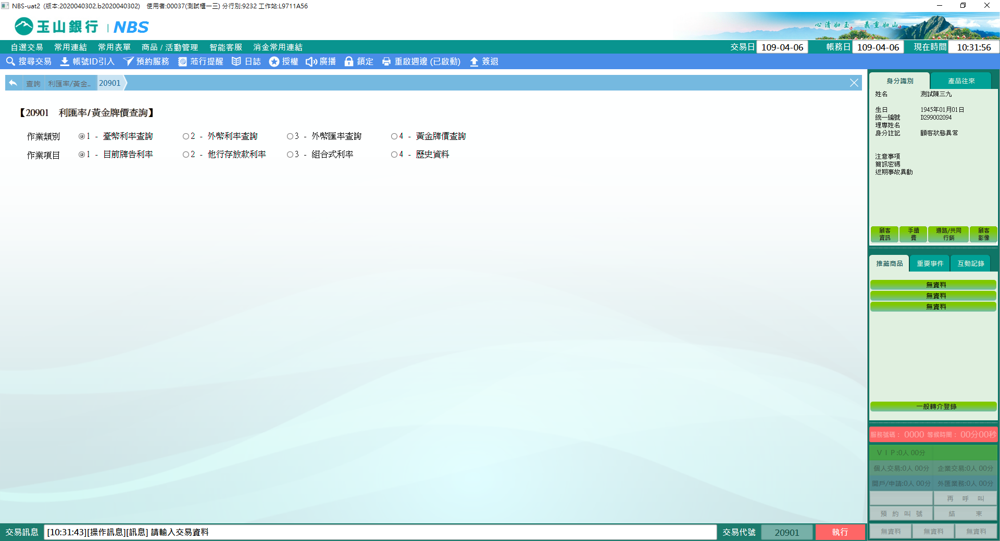 NBS-uat2 (版本:2020040302.b2020040302) 使用者:00037(測試櫃一三) 分行別:9232 工作站:L9711A56
玉山銀行 | NBS
心清如玉 義重如山
自選交易 常用連結 常用表單 商品 / 活動管理 智能客服 消金常用連結 交易日 109-04-06 帳務日 109-04-06 現在時間 10:31:56
搜尋交易 帳號ID引入 預約服務 蒞行提醒 日誌 授權 廣播 鎖定 重啟週邊 (已啟動) 簽退
查詢 利匯率/黃金.. 20901
【20901 利匯率/黃金牌價查詢】
作業類別 1 - 臺幣利率查詢 2 - 外幣利率查詢 3 - 外幣匯率查詢 4 - 黃金牌價查詢
作業項目 1 - 目前牌告利率 2 - 他行存放款利率 3 - 組合式利率 4 - 歷史資料
身分識別 產品往來
姓名 測試陳三九
生日 1945年01月01日
統一編號 D299002094
理專姓名
身分註記 顧客狀態異常
注意事項
簡訊密碼
近期事故異動
顧客資訊 手續費 通路/共同行銷 顧客影像
推薦商品 重要事件 互動記錄
無資料
無資料
無資料
一般轉介登錄
服務號碼: 0000 等候時間: 00分00秒
VIP:0人 00分
個人交易:0人 00分 企業交易:0人 00分
開戶/申請:0人 00分 外匯業務:0人 00分
再 呼 叫
預 約 叫 號 結 束
無資料 無資料 無資料
交易訊息 [10:31:43][操作訊息][訊息] 請輸入交易資料 交易代號 20901 執行